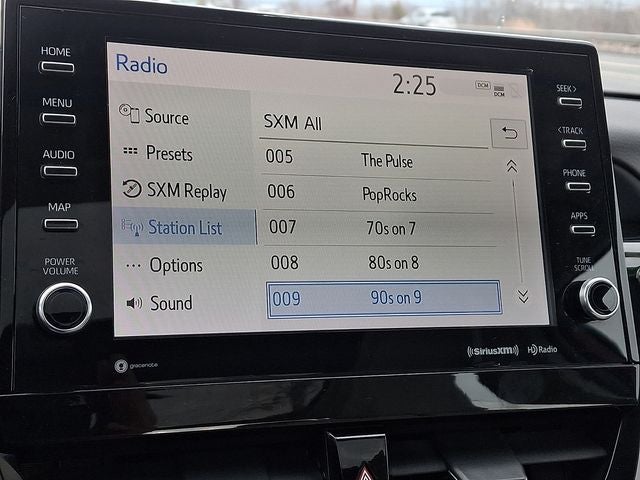 HOME
MENU
AUDIO
MAP
POWER
VOLUME
Radio
2:25
DCM
DCM
Source
Presets
SXM Replay
Station List
Options
Sound
SXM All
005 The Pulse
006 PopRocks
007 70s on 7
008 80s on 8
009 90s on 9
SEEK >
< TRACK
PHONE
APPS
TUNE
SCROLL
gracenote
((SiriusXM))
HD Radio